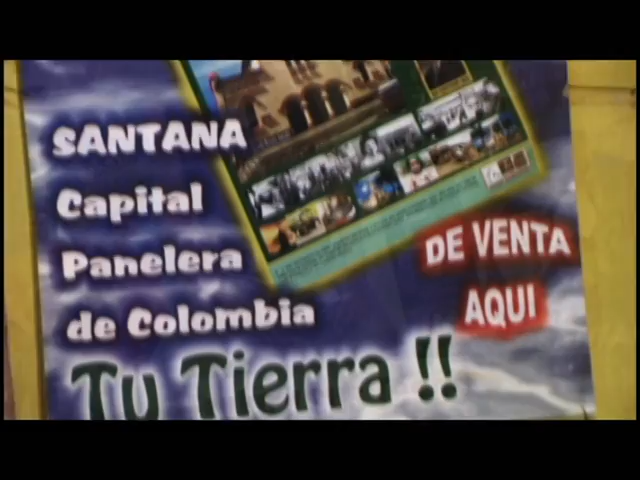 SANTANA
Capital
Panelera
de Colombia
DE VENTA
AQUI
Tu Tierra !!